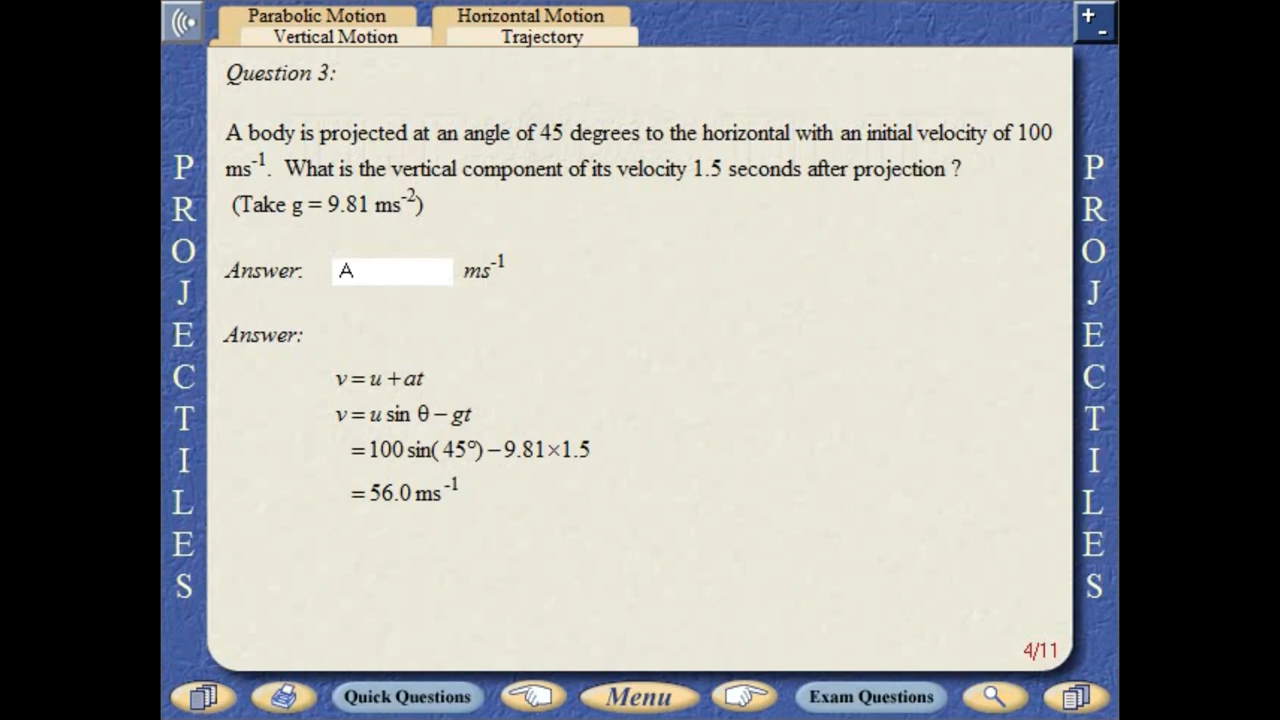 Parabolic Motion
Horizontal Motion
Vertical Motion
Trajectory
+
-
Question 3:
A body is projected at an angle of 45 degrees to the horizontal with an initial velocity of 100
ms⁻¹. What is the vertical component of its velocity 1.5 seconds after projection ?
(Take g = 9.81 ms⁻²)
Answer: A ms⁻¹
Answer:
v = u + at
v = u sin θ − gt
= 100 sin( 45°) − 9.81×1.5
= 56.0 ms⁻¹
4/11
PROJECTILES
PROJECTILES
Quick Questions
Menu
Exam Questions